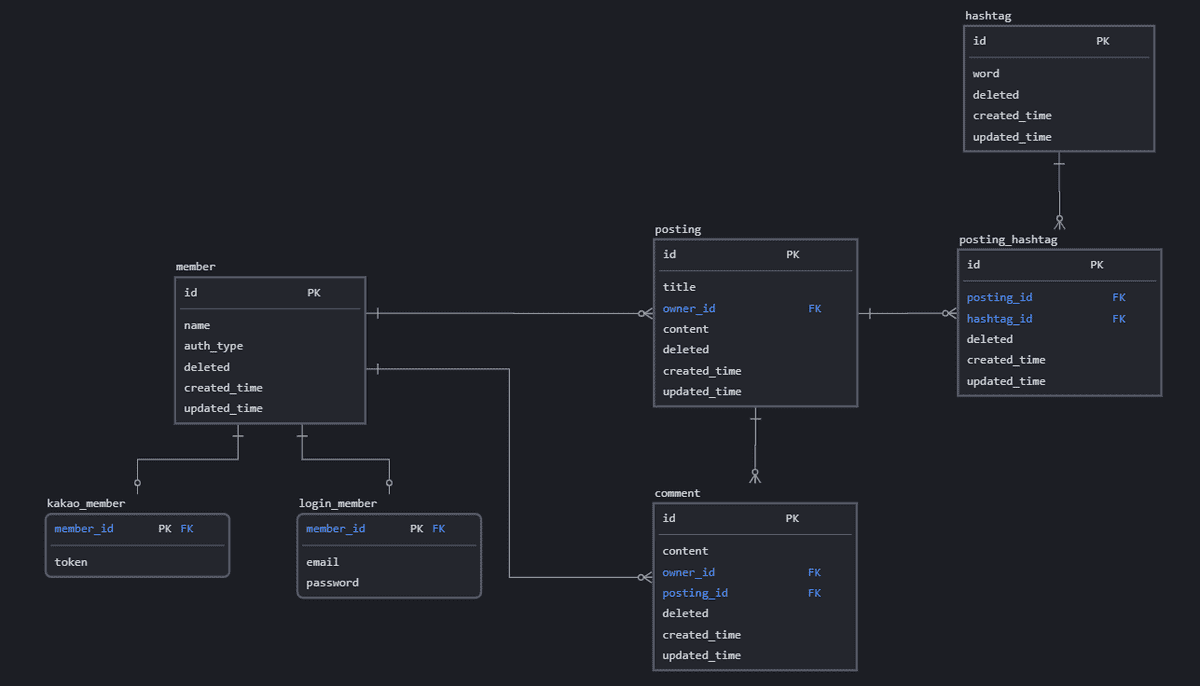 hashtag
id PK
word
deleted
created_time
updated_time
posting
id PK
title
owner_id FK
content
deleted
created_time
updated_time
posting_hashtag
id PK
posting_id FK
hashtag_id FK
deleted
created_time
updated_time
member
id PK
name
auth_type
deleted
created_time
updated_time
kakao_member
member_id PK FK
token
login_member
member_id PK FK
email
password
comment
id PK
content
owner_id FK
posting_id FK
deleted
created_time
updated_time